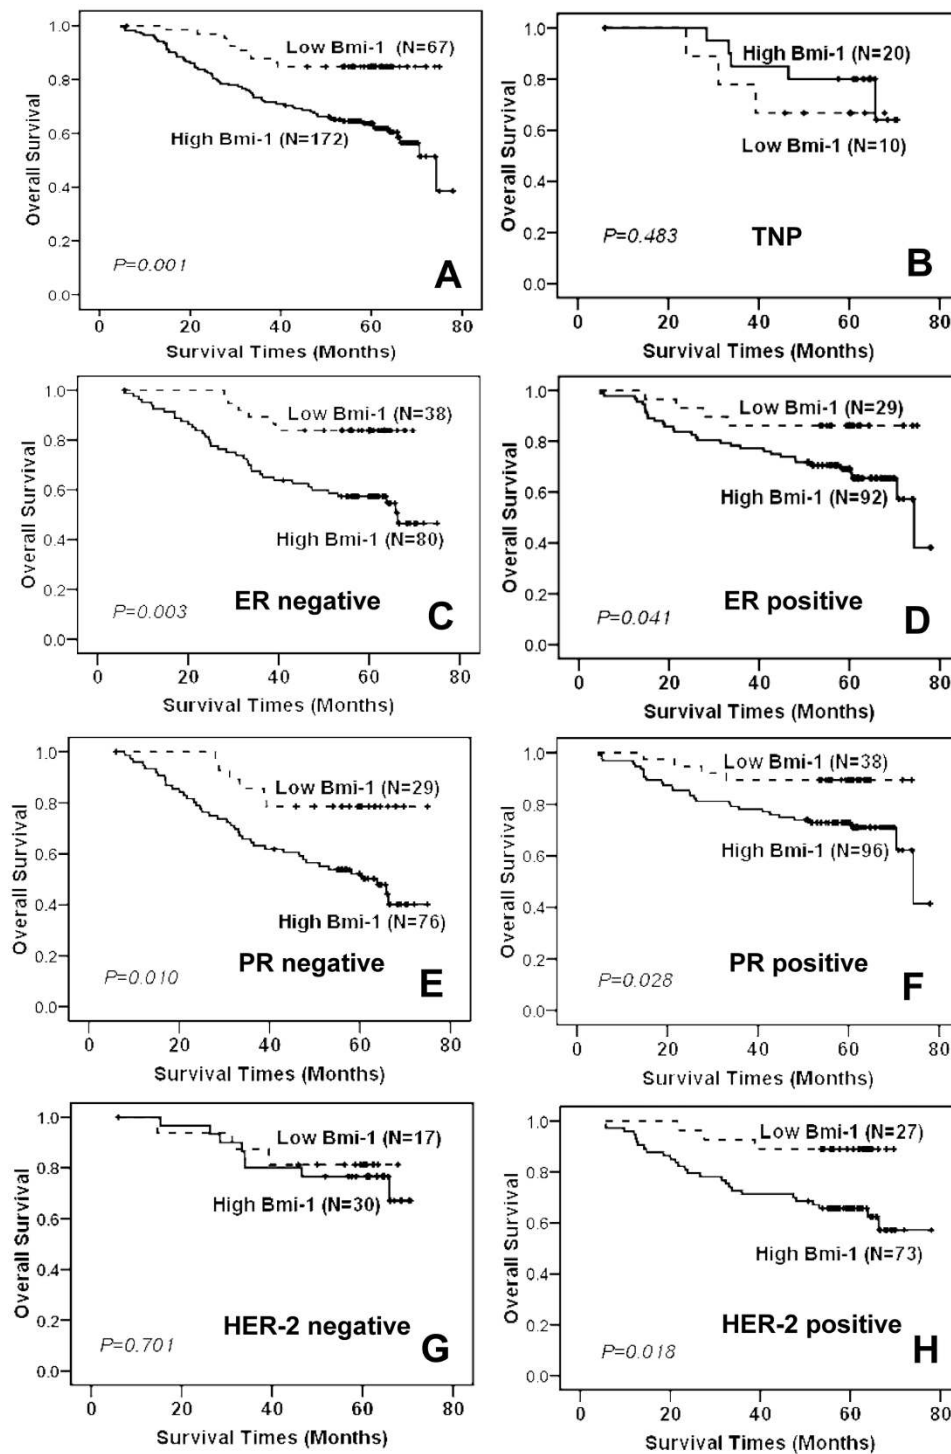 Overall Survival
1.0
0.8
0.6
0.4
0.2
0.0
Low Bmi-1 (N=67)
High Bmi-1 (N=172)
P=0.001
A
0 20 40 60 80
Survival Times (Months)
Overall Survival
1.0
0.8
0.6
0.4
0.2
0.0
High Bmi-1 (N=20)
Low Bmi-1 (N=10)
P=0.483
TNP
B
0 20 40 60 80
Survival Times (Months)
Overall Survival
1.0
0.8
0.6
0.4
0.2
0.0
Low Bmi-1 (N=38)
High Bmi-1 (N=80)
ER negative
P=0.003
C
0 20 40 60 80
Survival Times (Months)
Overall Survival
1.0
0.8
0.6
0.4
0.2
0.0
Low Bmi-1 (N=29)
High Bmi-1 (N=92)
ER positive
P=0.041
D
0 20 40 60 80
Survival Times (Months)
Overall Survival
1.0
0.8
0.6
0.4
0.2
0.0
Low Bmi-1 (N=29)
High Bmi-1 (N=76)
PR negative
P=0.010
E
0 20 40 60 80
Survival Times (Months)
Overall Survival
1.0
0.8
0.6
0.4
0.2
0.0
Low Bmi-1 (N=38)
High Bmi-1 (N=96)
PR positive
P=0.028
F
0 20 40 60 80
Survival Times (Months)
Overall Survival
1.0
0.8
0.6
0.4
0.2
0.0
Low Bmi-1 (N=17)
High Bmi-1 (N=30)
HER-2 negative
P=0.701
G
0 20 40 60 80
Survival Times (Months)
Overall Survival
1.0
0.8
0.6
0.4
0.2
0.0
Low Bmi-1 (N=27)
High Bmi-1 (N=73)
HER-2 positive
P=0.018
H
0 20 40 60 80
Survival Times (Months)